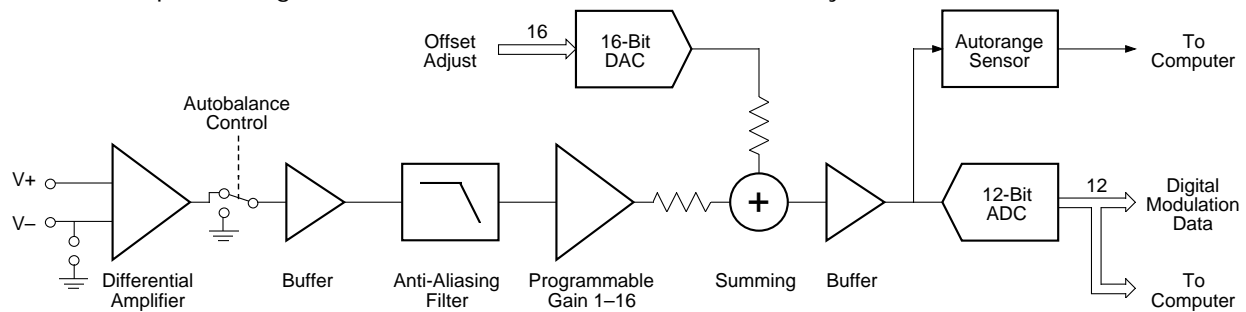 16
Offset
Adjust
16-Bit
DAC
Autorange
Sensor
To
Computer
Autobalance
Control
V+
V–
+
12-Bit
ADC
12
Digital
Modulation
Data
Differential
Amplifier
Buffer
Anti-Aliasing
Filter
Programmable
Gain 1–16
Summing
Buffer
To
Computer